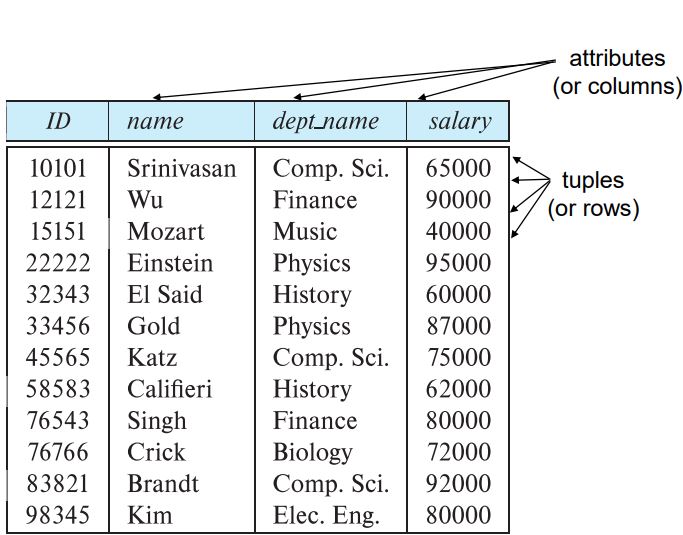 attributes
(or columns)
ID name dept_name salary
10101 Srinivasan Comp. Sci. 65000
12121 Wu Finance 90000
15151 Mozart Music 40000
22222 Einstein Physics 95000
32343 El Said History 60000
33456 Gold Physics 87000
45565 Katz Comp. Sci. 75000
58583 Califieri History 62000
76543 Singh Finance 80000
76766 Crick Biology 72000
83821 Brandt Comp. Sci. 92000
98345 Kim Elec. Eng. 80000
tuples
(or rows)